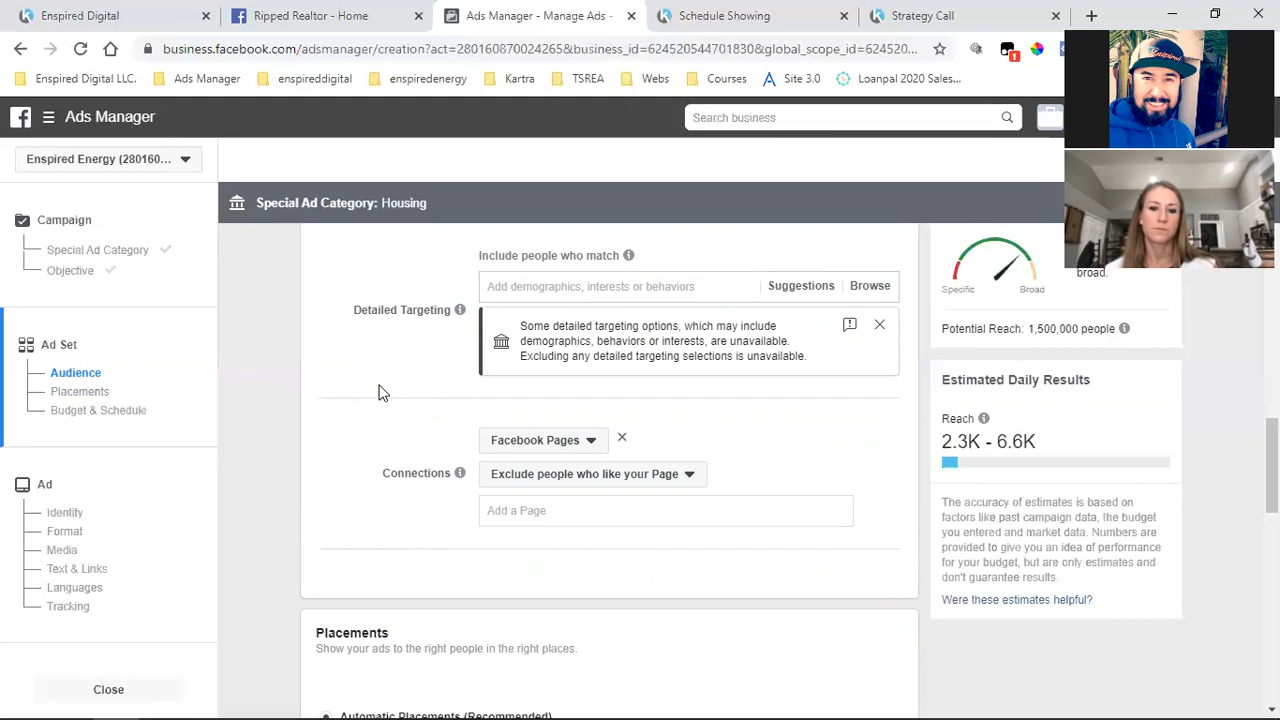 Enspired Digital
Ripped Realtor - Home
Ads Manager - Manage Ads -
Schedule Showing
Strategy Call
business.facebook.com/adsmanager/creation?act=280160870024265&business_id=624520544701830&global_scope_id=62452...
1
Enspired Digital LLC.
Ads Manager
enspireddigital
enspiredenergy
Kartra
TSREA
Webs
Courses
Site 3.0
Lonpal 2020 Sales...
Ads Manager
Search business
Enspired Energy (280160...
Special Ad Category: Housing
Campaign
Special Ad Category
Objective
Ad Set
Audience
Placements
Budget & Schedule
Ad
Identity
Format
Media
Text & Links
Languages
Tracking
Close
Include people who match
Add demographics, interests or behaviors
Suggestions
Browse
Detailed Targeting
Some detailed targeting options, which may include
demographics, behaviors or interests, are unavailable.
Excluding any detailed targeting selections is unavailable.
Facebook Pages
Connections
Exclude people who like your Page
Add a Page
Placements
Show your ads to the right people in the right places.
Automatic Placements (Recommended)
broad.
Specific
Broad
Potential Reach: 1,500,000 people
Estimated Daily Results
Reach
2.3K - 6.6K
The accuracy of estimates is based on
factors like past campaign data, the budget
you entered and market data. Numbers are
provided to give you an idea of performance
for your budget, but are only estimates and
don't guarantee results.
Were these estimates helpful?